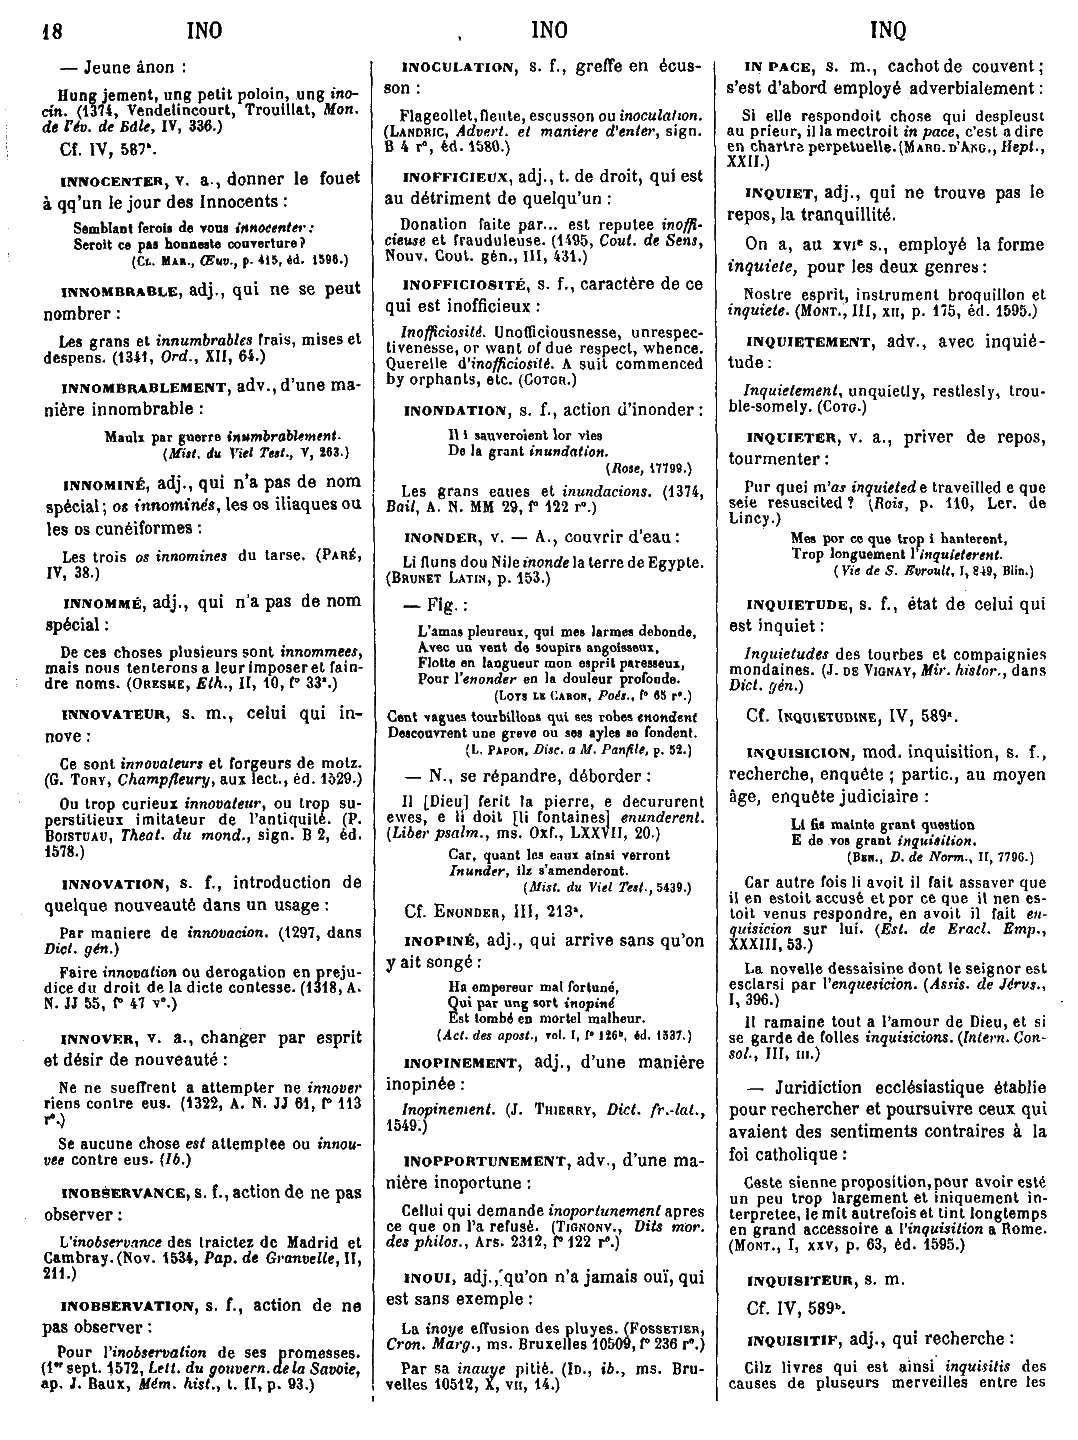 18 INO INO INQ
— Jeune ânon :
Hung jement, ung petit poloin, ung ino-
cin. (1374, Vendelincourt, Trouillat, Mon.
de l'év. de Bâle, IV, 336.)
Cf. IV, 587ᵃ.
INNOCENTER, v. a., donner le fouet
à qq'un le jour des Innocents :
Semblant ferois de vous innocenter :
Seroit ce pas honneste couverture ?
(CL. MAR., Œuv., p. 415, éd. 1596.)
INNOMBRABLE, adj., qui ne se peut
nombrer :
Les grans et innumbrables frais, mises et
despens. (1341, Ord., XII, 64.)
INNOMBRABLEMENT, adv., d'une ma-
nière innombrable :
Maulx par guerre inumbrablement.
(Mist. du Viel Test., V, 263.)
INNOMINÉ, adj., qui n'a pas de nom
spécial ; os innominés, les os iliaques ou
les os cunéiformes :
Les trois os innomines du tarse. (PARÉ,
IV, 38.)
INNOMMÉ, adj., qui n'a pas de nom
spécial :
De ces choses plusieurs sont innommees,
mais nous tenterons a leur imposer et fain-
dre noms. (ORESME, Eth., II, 10, fº 33ᵃ.)
INNOVATEUR, s. m., celui qui in-
nove :
Ce sont innovateurs et forgeurs de motz.
(G. TORY, Champfleury, aux lect., éd. 1529.)
Ou trop curieux innovateur, ou trop su-
perstitieux imitateur de l'antiquité. (P.
BOISTUAU, Theat. du mond., sign. B 2, éd.
1578.)
INNOVATION, s. f., introduction de
quelque nouveauté dans un usage :
Par maniere de innovacion. (1297, dans
Dict. gén.)
Faire innovation ou derogation en preju-
dice du droit de la dicte contesse. (1318, A.
N. JJ 55, fº 47 vº.)
INNOVER, v. a., changer par esprit
et désir de nouveauté :
Ne ne sueffrent a attempter ne innover
riens contre eus. (1322, A. N. JJ 61, fº 113
rº.)
Se aucune chose est attemptee ou innou-
vee contre eus. (Ib.)
INOBSERVANCE, s. f., action de ne pas
observer :
L'inobservance des traictez de Madrid et
Cambray. (Nov. 1534, Pap. de Granvelle, II,
211.)
INOBSERVATION, s. f., action de ne
pas observer :
Pour l'inobservation de ses promesses.
(1ᵉʳ sept. 1572, Lett. du gouvern. de la Savoie,
ap. J. Baux, Mém. hist., t. II, p. 93.)
INOCULATION, s. f., greffe en écus-
son :
Flageollet, fleute, escusson ou inoculation.
(LANDRIC, Advert. et maniere d'enter, sign.
B 4 rº, éd. 1580.)
INOFFICIEUX, adj., t. de droit, qui est
au détriment de quelqu'un :
Donation faite par... est reputee inoffi-
cieuse et frauduleuse. (1495, Cout. de Sens,
Nouv. Cout. gén., III, 431.)
INOFFICIOSITÉ, s. f., caractère de ce
qui est inofficieux :
Inofficiosité. Unofficiousnesse, unrespec-
tivenesse, or want of due respect, whence.
Querelle d'inofficiosité. A suit commenced
by orphants, etc. (COTGR.)
INONDATION, s. f., action d'inonder :
Il i sauveroient lor vies
De la grant inundation.
(Rose, 17799.)
Les grans eaues et inundacions. (1374,
Bail, A. N. MM 29, fº 122 rº.)
INONDER, v. — A., couvrir d'eau :
Li fluns dou Nile inonde la terre de Egypte.
(BRUNET LATIN, p. 153.)
— Fig. :
L'amas pleureux, qui mes larmes debonde,
Avec un vent de soupirs angoisseux,
Flotte en langueur mon esprit paresseux,
Pour l'enonder en la douleur profonde.
(LOYS LE CARON, Poés., fº 65 rº.)
Cent vagues tourbillons qui ses robes enondent
Descouvrent une greve ou ses ayles se fondent.
(L. PAPON, Disc. a M. Panfile, p. 52.)
— N., se répandre, déborder :
Il [Dieu] ferit la pierre, e decururent
ewes, e li doit [li fontaines] enunderent.
(Liber psalm., ms. Oxf., LXXVII, 20.)
Car, quant les eaux ainsi verront
Inunder, ilz s'amenderont.
(Mist. du Viel Test., 5439.)
Cf. ENONDER, III, 213ᵃ.
INOPINÉ, adj., qui arrive sans qu'on
y ait songé :
Ha empereur mal fortuné,
Qui par ung sort inopiné
Est tombé en mortel malheur.
(Act. des apost., vol. I, fº 126ᵇ, éd. 1537.)
INOPINEMENT, adj., d'une manière
inopinée :
Inopinement. (J. THIERRY, Dict. fr.-lat.,
1549.)
INOPPORTUNEMENT, adv., d'une ma-
nière inoportune :
Cellui qui demande inoportunement apres
ce que on l'a refusé. (TIGNONV., Dits mor.
des philos., Ars. 2312, fº 122 rº.)
INOUI, adj., qu'on n'a jamais ouï, qui
est sans exemple :
La inoye effusion des pluyes. (FOSSETIER,
Cron. Marg., ms. Bruxelles 10509, fº 236 rº.)
Par sa inauye pitié. (ID., ib., ms. Bru-
velles 10512, X, VII, 14.)
IN PACE, s. m., cachot de couvent ;
s'est d'abord employé adverbialement :
Si elle respondoit chose qui despleust
au prieur, il la mectroit in pace, c'est a dire
en chartre perpetuelle. (MARG. D'ANG., Hept.,
XXII.)
INQUIET, adj., qui ne trouve pas le
repos, la tranquillité.
On a, au XVIᵉ s., employé la forme
inquiete, pour les deux genres :
Nostre esprit, instrument broquillon et
inquiete. (MONT., III, XII, p. 175, éd. 1595.)
INQUIETEMENT, adv., avec inquié-
tude :
Inquietement, unquietly, restlesly, trou-
ble-somely. (COTG.)
INQUIETER, v. a., priver de repos,
tourmenter :
Pur quei m'as inquieted e traveilled e que
seie resuscited ? (Rois, p. 110, Ler. de
Lincy.)
Mes por ce que trop i hanterent,
Trop longuement l'inquieterent.
(Vie de S. Evroult, I, 849, Blin.)
INQUIETUDE, s. f., état de celui qui
est inquiet :
Inquietudes des tourbes et compaignies
mondaines. (J. DE VIGNAY, Mir. histor., dans
Dict. gén.)
Cf. INQUIETUDINE, IV, 589ᵃ.
INQUISICION, mod. inquisition, s. f.,
recherche, enquête ; partic., au moyen
âge, enquête judiciaire :
Li fis mainte grant question
E de vos grant inquisition.
(BEN., D. de Norm., II, 7796.)
Car autre fois li avoit il fait assaver que
il en estoit accusé et por ce que il nen es-
toit venus respondre, en avoit il fait en-
quisicion sur lui. (Est. de Eracl. Emp.,
XXXIII, 53.)
La novelle dessaisine dont le seignor est
esclarsi par l'enquesicion. (Assis. de Jérus.,
I, 396.)
Il ramaine tout a l'amour de Dieu, et si
se garde de folles inquisicions. (Intern. Con-
sol., III, III.)
— Juridiction ecclésiastique établie
pour rechercher et poursuivre ceux qui
avaient des sentiments contraires à la
foi catholique :
Ceste sienne proposition, pour avoir esté
un peu trop largement et iniquement in-
terpretee, le mit autrefois et tint longtemps
en grand accessoire a l'inquisition a Rome.
(MONT., I, XXV, p. 63, éd. 1595.)
INQUISITEUR, s. m.
Cf. IV, 589ᵇ.
INQUISITIF, adj., qui recherche :
Cilz livres qui est ainsi inquisitis des
causes de pluseurs merveilles entre les